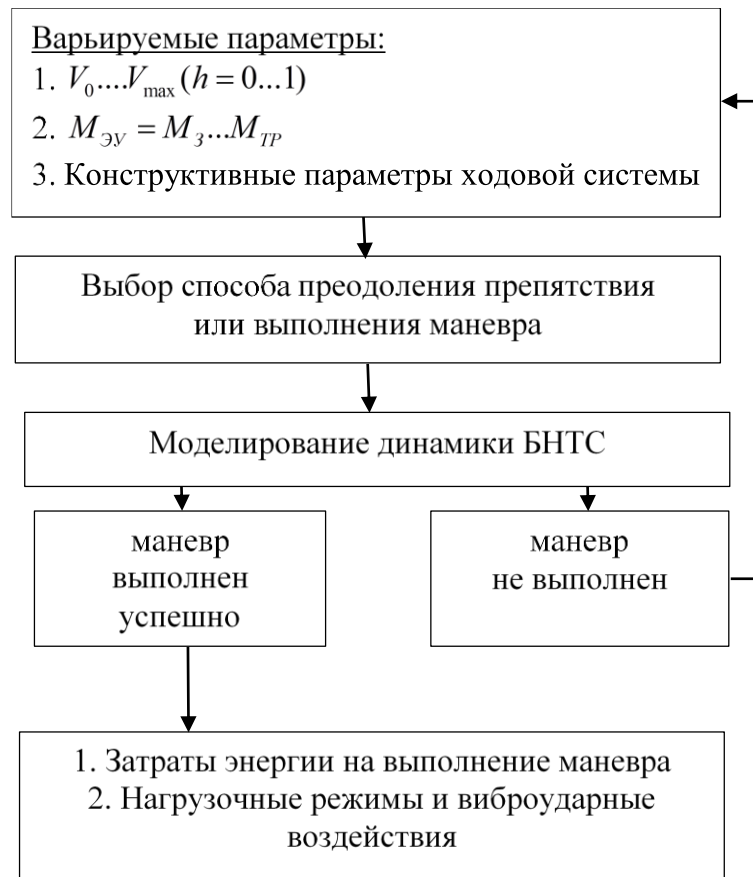 Варьируемые параметры:
1. V₀....V_max (h = 0...1)
2. M_ЭУ = M_З...M_ТР
3. Конструктивные параметры ходовой системы
Выбор способа преодоления препятствия
или выполнения маневра
Моделирование динамики БНТС
маневр
выполнен
успешно
маневр
не выполнен
1. Затраты энергии на выполнение маневра
2. Нагрузочные режимы и виброударные
воздействия